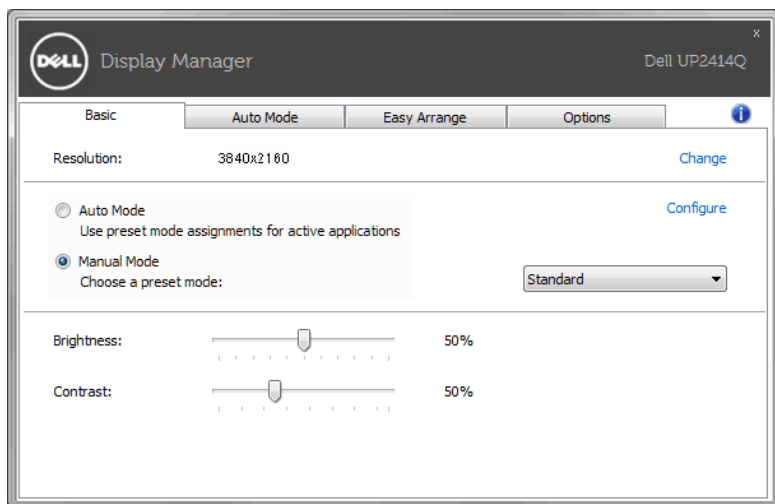 DELL Display Manager Dell UP2414Q
x
Basic Auto Mode Easy Arrange Options i
Resolution: 3840x2160 Change
Auto Mode Configure
Use preset mode assignments for active applications
Manual Mode
Choose a preset mode: Standard
Brightness: 50%
Contrast: 50%